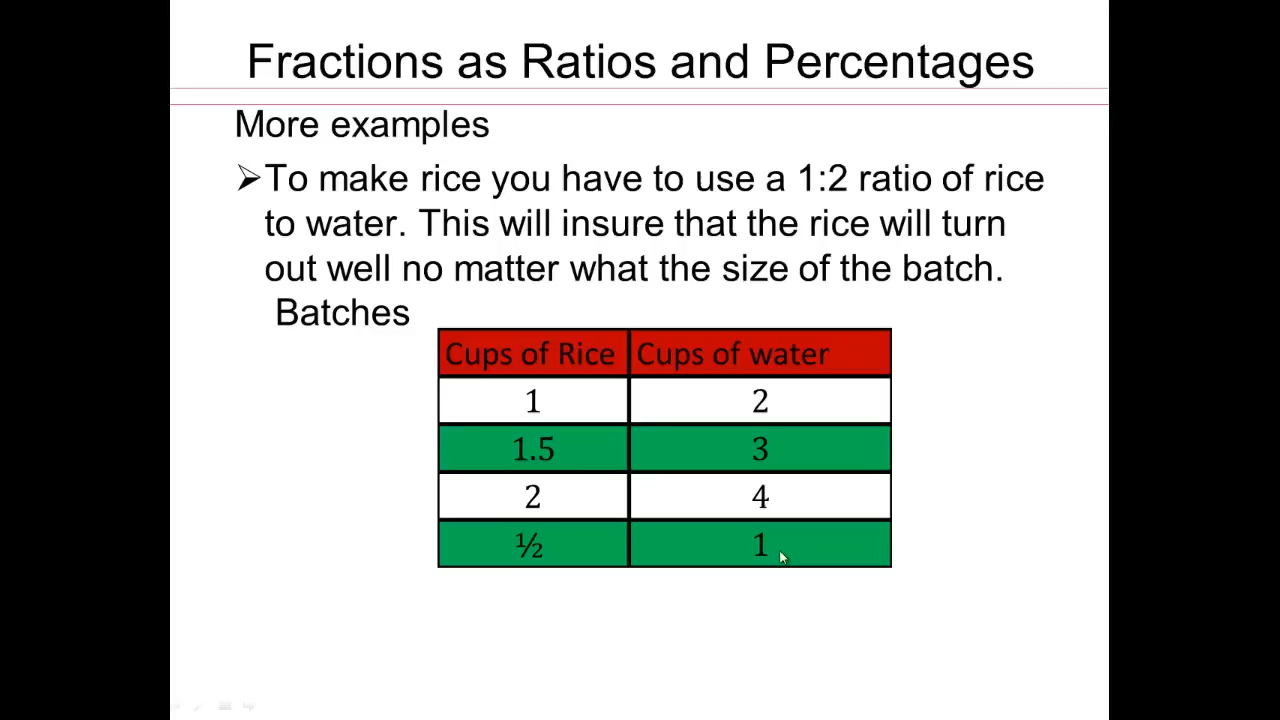 Fractions as Ratios and Percentages
More examples
➢To make rice you have to use a 1:2 ratio of rice
to water. This will insure that the rice will turn
out well no matter what the size of the batch.
Batches
Cups of Rice Cups of water
1 2
1.5 3
2 4
½ 1